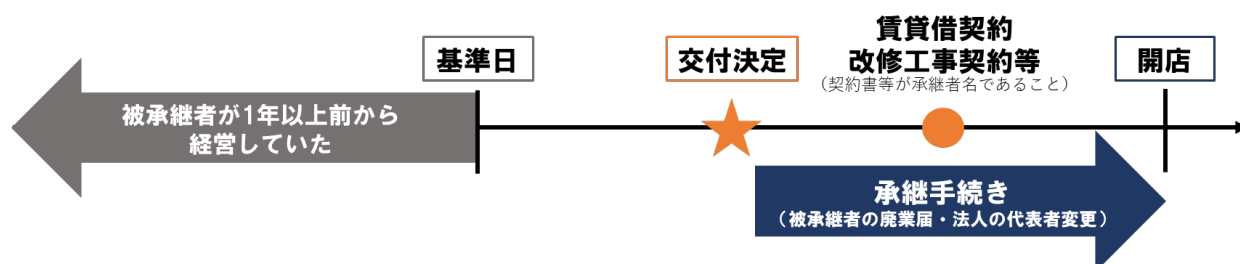 基準日
交付決定
賃貸借契約
改修工事契約等
（契約書等が承継者名であること）
開店
被承継者が1年以上前から
経営していた
承継手続き
（被承継者の廃業届・法人の代表者変更）